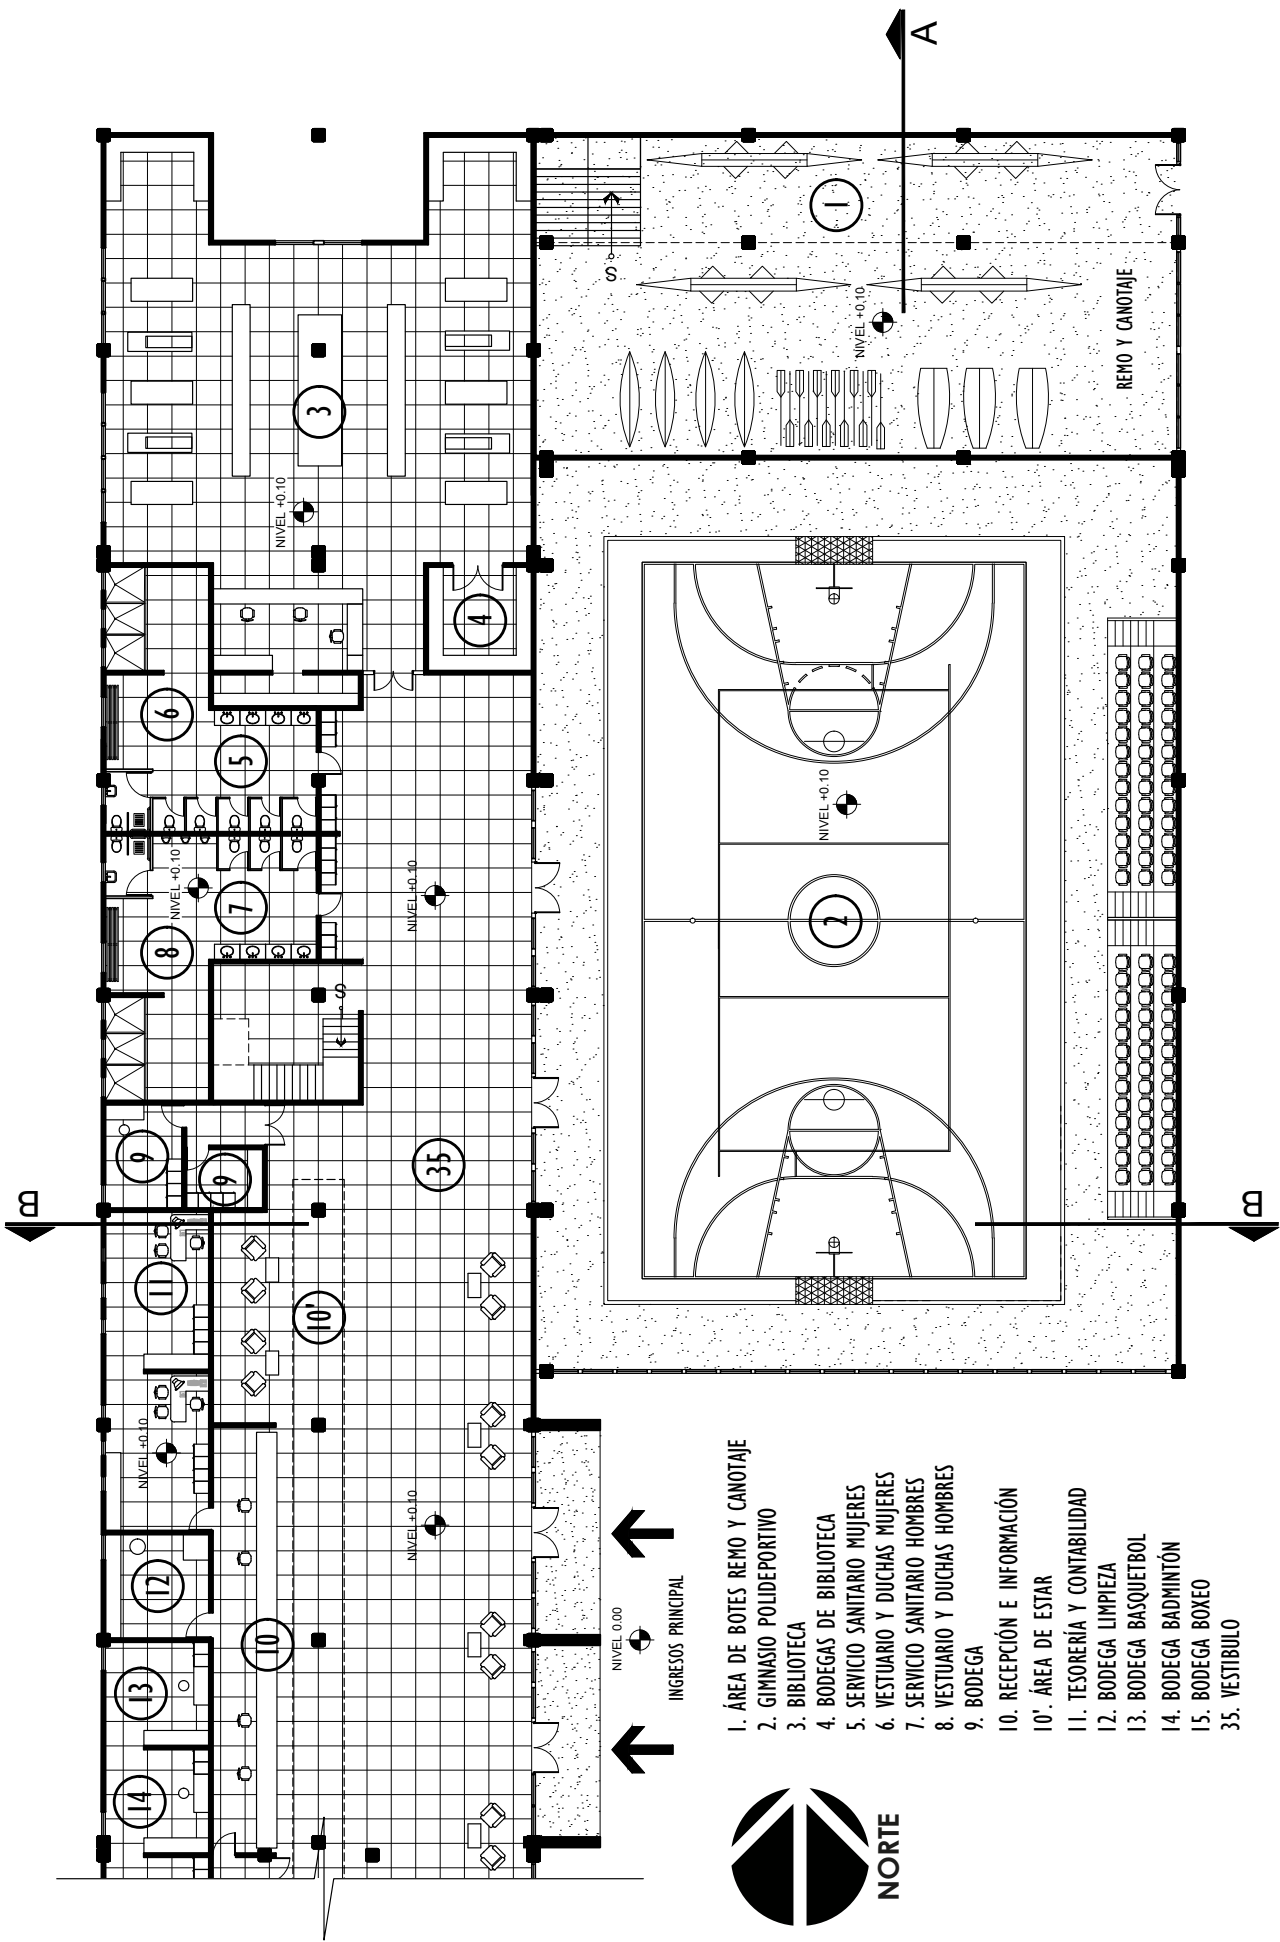 A
1
S
NIVEL +0.10
REMO Y CANOTAJE
3
NIVEL +0.10
4
6
5
NIVEL +0.10
7
8
NIVEL +0.10
S
NIVEL +0.10
2
9
9
35
B
B
11
10'
NIVEL +0.10
12
10
NIVEL +0.10
13
14
NIVEL 0.00
INGRESOS PRINCIPAL
1. ÁREA DE BOTES REMO Y CANOTAJE
2. GIMNASIO POLIDEPORTIVO
3. BIBLIOTECA
4. BODEGAS DE BIBLIOTECA
5. SERVICIO SANITARIO MUJERES
6. VESTUARIO Y DUCHAS MUJERES
7. SERVICIO SANITARIO HOMBRES
8. VESTUARIO Y DUCHAS HOMBRES
9. BODEGA
10. RECEPCIÓN E INFORMACIÓN
10'. ÁREA DE ESTAR
11. TESORERÍA Y CONTABILIDAD
12. BODEGA LIMPIEZA
13. BODEGA BASQUETBOL
14. BODEGA BADMINTÓN
15. BODEGA BOXEO
35. VESTIBULO
NORTE